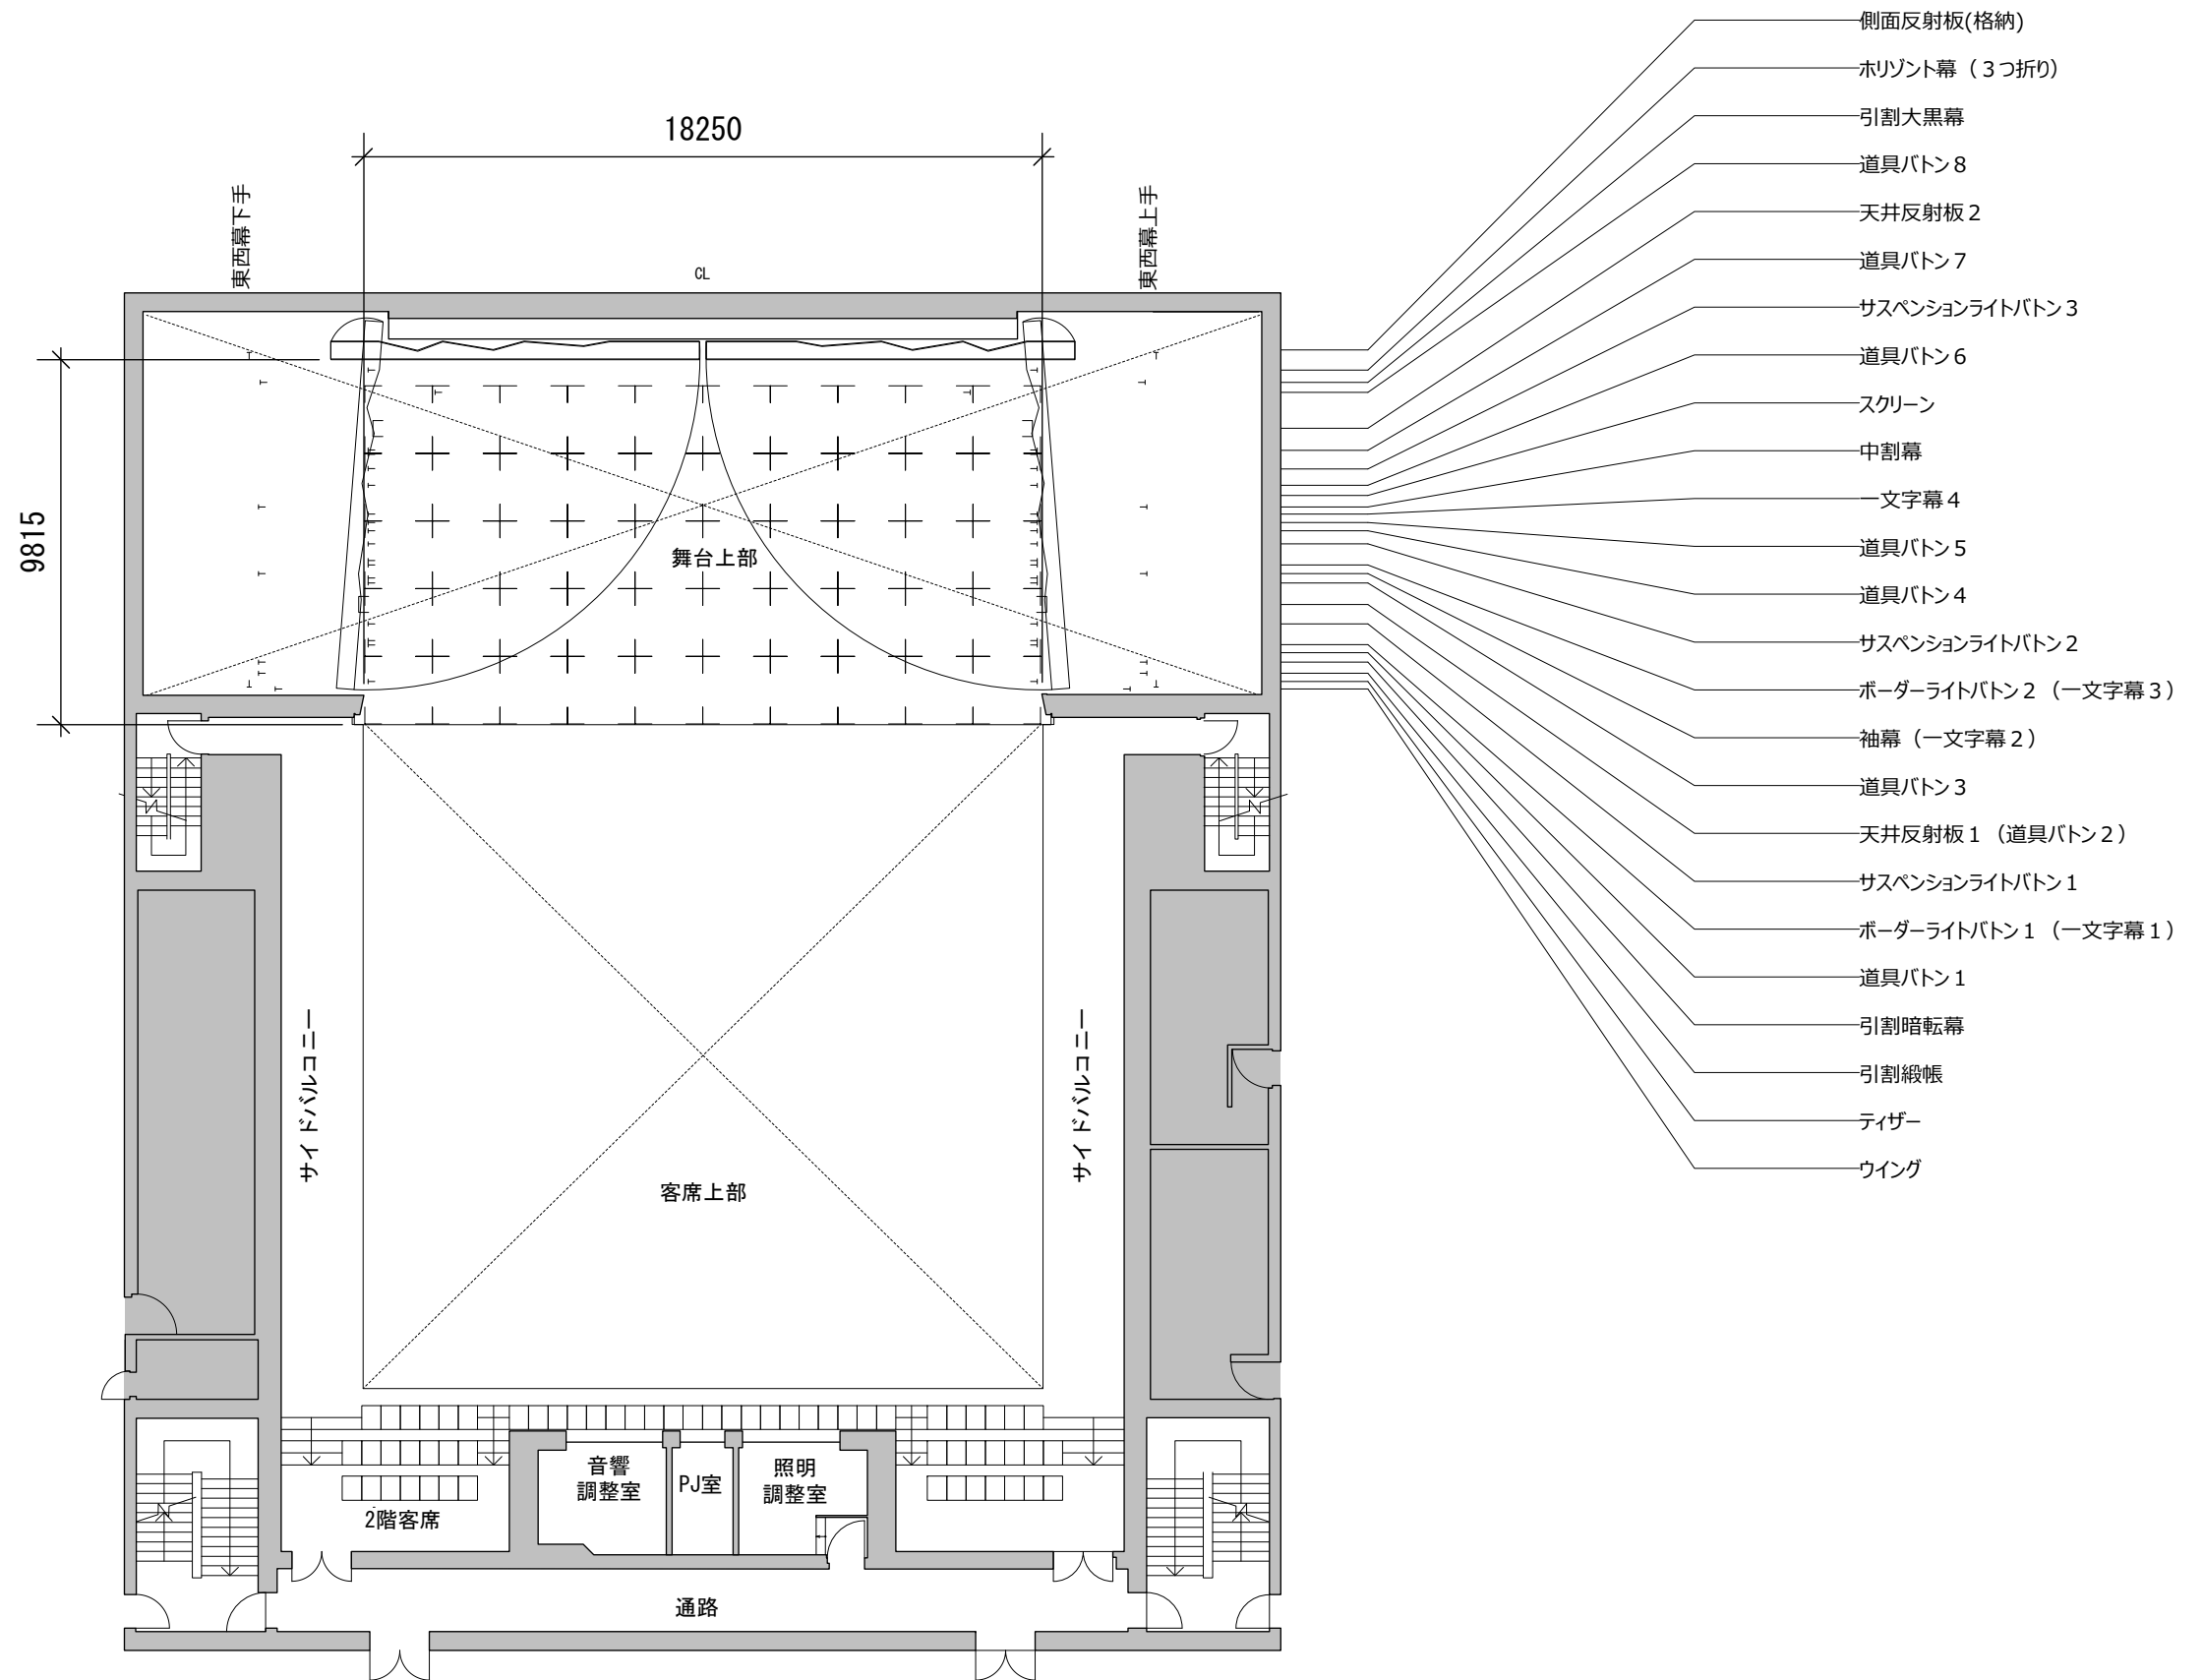 側面反射板(格納)
ホリゾント幕（３つ折り）
引割大黒幕
道具バトン８
天井反射板２
道具バトン７
サスペンションライトバトン３
道具バトン６
スクリーン
中割幕
一文字幕４
道具バトン５
道具バトン４
サスペンションライトバトン２
ボーダーライトバトン２（一文字幕３）
袖幕（一文字幕２）
道具バトン３
天井反射板１（道具バトン２）
サスペンションライトバトン１
ボーダーライトバトン１（一文字幕１）
道具バトン１
引割暗転幕
引割緞帳
ティザー
ウイング
18250
東西幕下手
CL
東西幕上手
9815
舞台上部
サイドバルコニー
サイドバルコニー
客席上部
音響
調整室
PJ室
照明
調整室
2階客席
通路